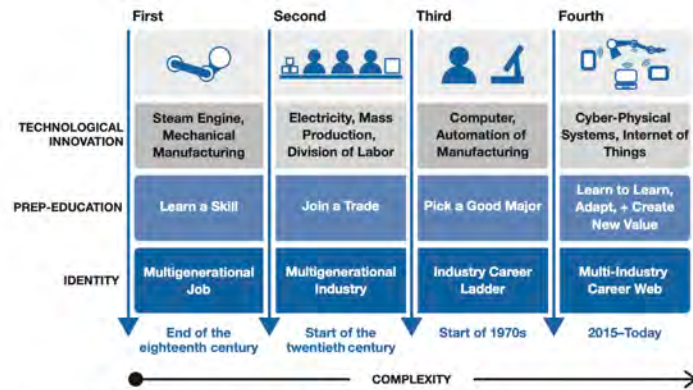 First
Second
Third
Fourth
TECHNOLOGICAL
INNOVATION
Steam Engine,
Mechanical
Manufacturing
Electricity, Mass
Production,
Division of Labor
Computer,
Automation of
Manufacturing
Cyber-Physical
Systems, Internet of
Things
PREP-EDUCATION
Learn a Skill
Join a Trade
Pick a Good Major
Learn to Learn,
Adapt, + Create
New Value
IDENTITY
Multigenerational
Job
Multigenerational
Industry
Industry Career
Ladder
Multi-Industry
Career Web
End of the
eighteenth century
Start of the
twentieth century
Start of 1970s
2015–Today
COMPLEXITY